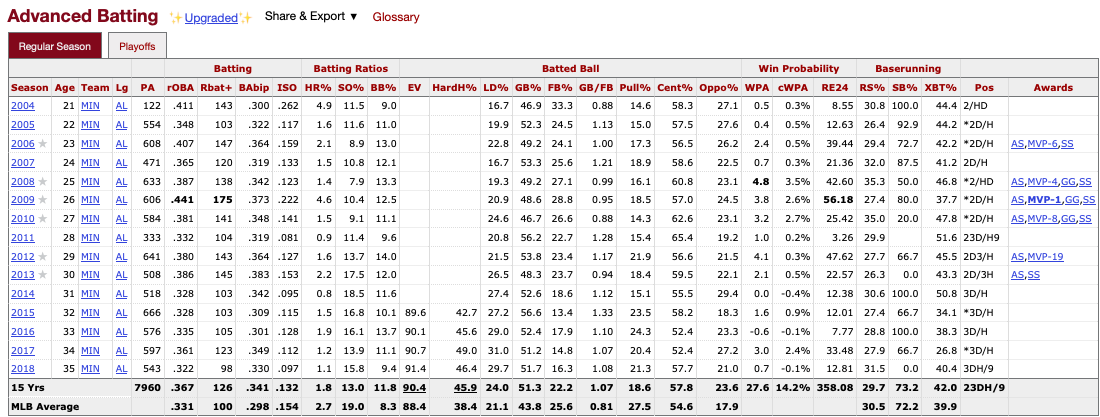 Advanced Batting ✨Upgraded✨ Share & Export ▼ Glossary
Regular Season Playoffs
Batting Batting Ratios Batted Ball Win Probability Baserunning
Season Age Team Lg PA rOBA Rbat+ BAbip ISO HR% SO% BB% EV HardH% LD% GB% FB% GB/FB Pull% Cent% Oppo% WPA cWPA RE24 RS% SB% XBT% Pos Awards
2004 21 MIN AL 122 .411 143 .300 .262 4.9 11.5 9.0 16.7 46.9 33.3 0.88 14.6 58.3 27.1 0.5 0.3% 8.55 30.8 100.0 44.4 2/HD
2005 22 MIN AL 554 .348 103 .322 .117 1.6 11.6 11.0 19.9 52.3 24.5 1.13 15.0 57.5 27.6 0.4 0.5% 12.63 26.4 92.9 44.2 *2D/H
2006 ★ 23 MIN AL 608 .407 147 .364 .159 2.1 8.9 13.0 22.8 49.2 24.1 1.00 17.3 56.5 26.2 2.4 0.5% 39.44 29.4 72.7 42.2 *2D/H AS,MVP-6,SS
2007 24 MIN AL 471 .365 120 .319 .133 1.5 10.8 12.1 16.7 53.3 25.6 1.21 18.9 58.6 22.5 0.7 0.3% 21.36 32.0 87.5 41.2 2D/H
2008 ★ 25 MIN AL 633 .387 138 .342 .123 1.4 7.9 13.3 19.3 49.2 27.1 0.99 16.1 60.8 23.1 4.8 3.5% 42.60 35.3 50.0 46.8 *2/HD AS,MVP-4,GG,SS
2009 ★ 26 MIN AL 606 .441 175 .373 .222 4.6 10.4 12.5 20.9 48.6 28.8 0.95 18.5 57.0 24.5 3.8 2.6% 56.18 27.4 80.0 37.7 *2D/H AS,MVP-1,GG,SS
2010 ★ 27 MIN AL 584 .381 141 .348 .141 1.5 9.1 11.1 24.6 46.7 26.6 0.88 14.3 62.6 23.1 3.2 2.7% 25.42 35.0 20.0 47.8 *2D/H AS,MVP-8,GG,SS
2011 28 MIN AL 333 .332 104 .319 .081 0.9 11.4 9.6 20.8 56.2 22.7 1.28 15.4 65.4 19.2 1.0 0.2% 3.26 29.9 51.6 23D/H9
2012 ★ 29 MIN AL 641 .380 143 .364 .127 1.6 13.7 14.0 21.5 53.8 23.4 1.17 21.9 56.6 21.5 4.1 0.3% 47.62 27.7 66.7 43.3 2D3/H AS,MVP-19
2013 ★ 30 MIN AL 508 .386 145 .383 .153 2.2 17.5 12.0 26.5 48.3 23.7 0.94 18.4 59.5 22.1 2.1 0.5% 22.57 26.3 0.0 43.3 2D/3H AS,SS
2014 31 MIN AL 518 .328 103 .342 .095 0.8 18.5 11.6 27.4 52.6 18.6 1.12 15.1 55.5 29.4 0.0 -0.4% 12.38 30.6 100.0 50.8 3D/H
2015 32 MIN AL 666 .328 103 .309 .115 1.5 16.8 10.1 89.6 42.7 27.2 56.6 13.4 1.33 23.5 58.2 18.3 1.6 0.9% 12.01 27.4 66.7 34.1 *3D/H
2016 33 MIN AL 576 .335 105 .301 .128 1.9 16.1 13.7 90.1 45.6 29.0 52.4 17.9 1.10 24.3 52.4 23.3 -0.6 -0.1% 7.77 28.8 100.0 38.3 3D/H
2017 34 MIN AL 597 .361 123 .349 .112 1.2 13.9 11.1 90.7 49.0 31.0 51.2 14.8 1.07 20.4 52.4 27.2 3.0 2.4% 33.48 27.9 66.7 26.8 *3D/H
2018 35 MIN AL 543 .322 98 .330 .097 1.1 15.8 9.4 91.4 46.4 29.7 51.7 16.3 1.08 21.3 57.7 21.0 0.7 -0.1% 12.81 31.5 0.0 40.4 3DH/9
15 Yrs 7960 .367 126 .341 .132 1.8 13.0 11.8 90.4 45.9 24.0 51.3 22.2 1.07 18.6 57.8 23.6 27.6 14.2% 358.08 29.7 73.2 42.0 23DH/9
MLB Average .331 100 .298 .154 2.7 19.0 8.3 88.4 38.4 21.1 43.8 25.6 0.81 27.5 54.6 17.9 30.5 72.2 39.9